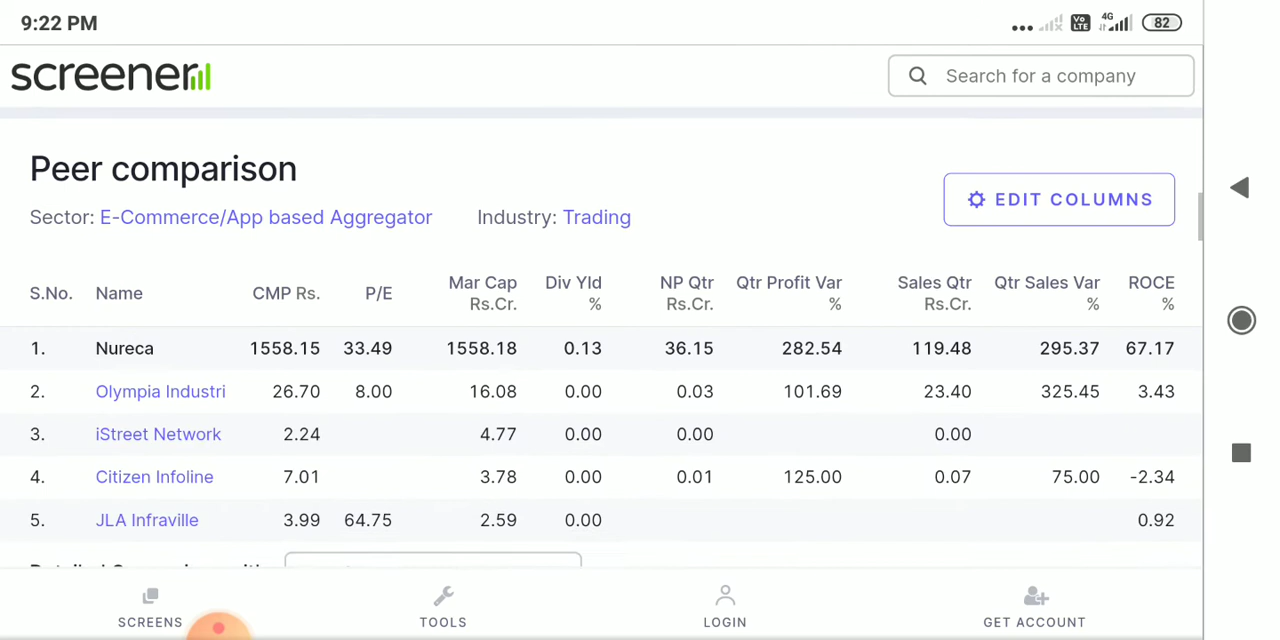 9:22 PM
Vo LTE 4G 82
screener
Search for a company
Peer comparison
Sector: E-Commerce/App based Aggregator Industry: Trading
EDIT COLUMNS
S.No. Name CMP Rs. P/E Mar Cap Rs.Cr. Div Yld % NP Qtr Rs.Cr. Qtr Profit Var % Sales Qtr Rs.Cr. Qtr Sales Var % ROCE %
1. Nureca 1558.15 33.49 1558.18 0.13 36.15 282.54 119.48 295.37 67.17
2. Olympia Industri 26.70 8.00 16.08 0.00 0.03 101.69 23.40 325.45 3.43
3. iStreet Network 2.24 4.77 0.00 0.00 0.00
4. Citizen Infoline 7.01 3.78 0.00 0.01 125.00 0.07 75.00 -2.34
5. JLA Infraville 3.99 64.75 2.59 0.00 0.92
SCREENS TOOLS LOGIN GET ACCOUNT